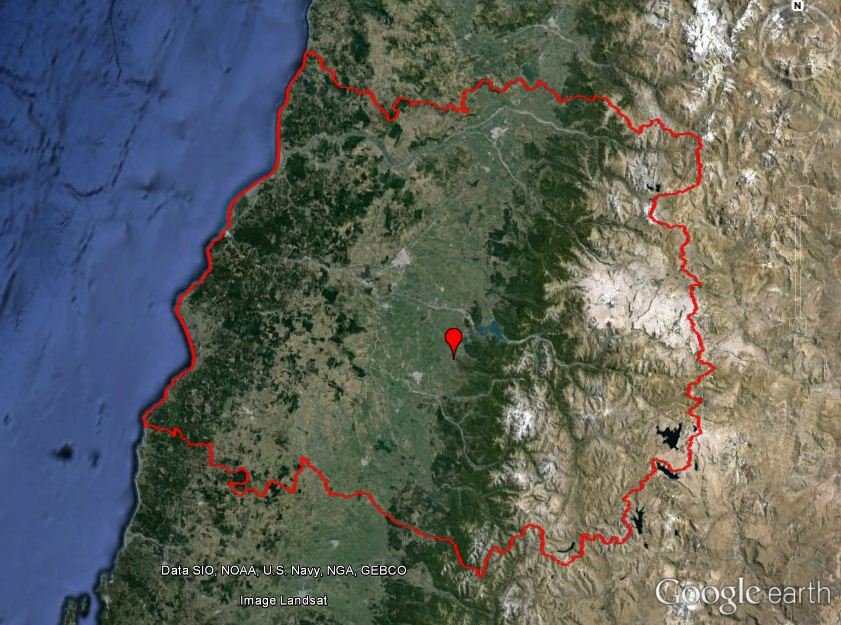 N
Data SIO, NOAA, U.S. Navy, NGA, GEBCO
Image Landsat
Google earth